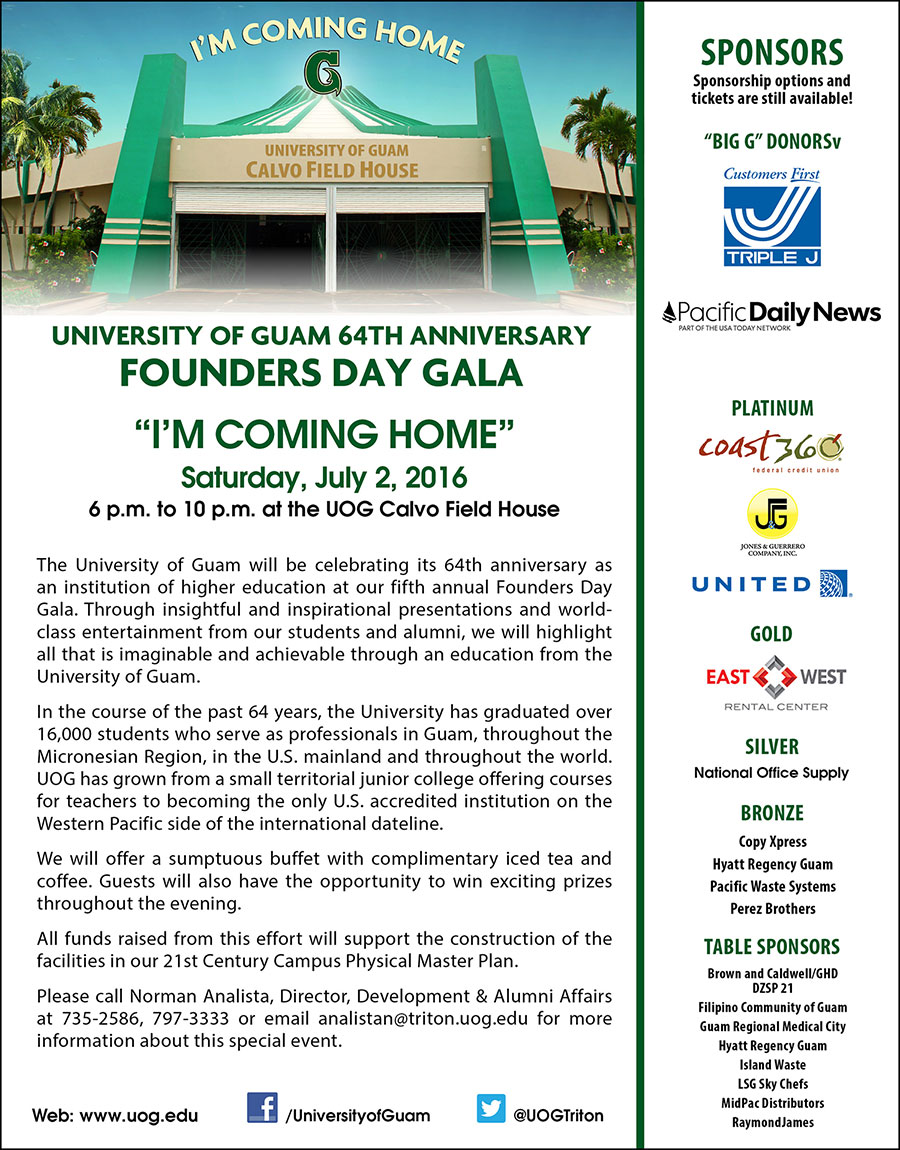 I'M COMING HOME
G
UNIVERSITY OF GUAM
CALVO FIELD HOUSE
UNIVERSITY OF GUAM 64TH ANNIVERSARY
FOUNDERS DAY GALA
“I’M COMING HOME”
Saturday, July 2, 2016
6 p.m. to 10 p.m. at the UOG Calvo Field House
The University of Guam will be celebrating its 64th anniversary as
an institution of higher education at our fifth annual Founders Day
Gala. Through insightful and inspirational presentations and world-
class entertainment from our students and alumni, we will highlight
all that is imaginable and achievable through an education from the
University of Guam.
In the course of the past 64 years, the University has graduated over
16,000 students who serve as professionals in Guam, throughout the
Micronesian Region, in the U.S. mainland and throughout the world.
UOG has grown from a small territorial junior college offering courses
for teachers to becoming the only U.S. accredited institution on the
Western Pacific side of the international dateline.
We will offer a sumptuous buffet with complimentary iced tea and
coffee. Guests will also have the opportunity to win exciting prizes
throughout the evening.
All funds raised from this effort will support the construction of the
facilities in our 21st Century Campus Physical Master Plan.
Please call Norman Analista, Director, Development & Alumni Affairs
at 735-2586, 797-3333 or email analistan@triton.uog.edu for more
information about this special event.
Web: www.uog.edu
f /UniversityofGuam
@UOGTriton
SPONSORS
Sponsorship options and
tickets are still available!
“BIG G” DONORSv
Customers First
TRIPLE J
Pacific Daily News
PART OF THE USA TODAY NETWORK
PLATINUM
coast360
federal credit union
J&G
JONES & GUERRERO
COMPANY, INC.
UNITED
GOLD
EAST WEST
RENTAL CENTER
SILVER
National Office Supply
BRONZE
Copy Xpress
Hyatt Regency Guam
Pacific Waste Systems
Perez Brothers
TABLE SPONSORS
Brown and Caldwell/GHD
DZSP 21
Filipino Community of Guam
Guam Regional Medical City
Hyatt Regency Guam
Island Waste
LSG Sky Chefs
MidPac Distributors
RaymondJames